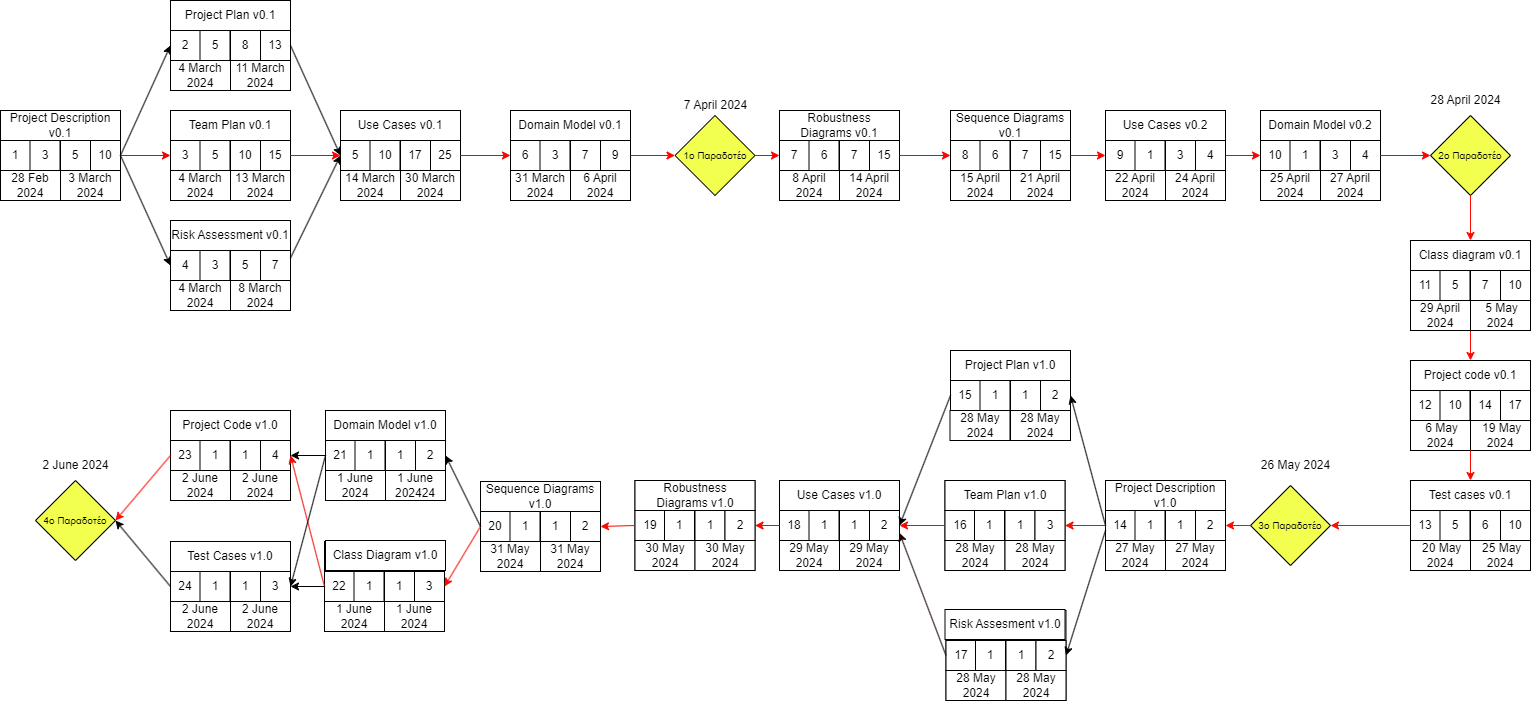 Project Plan v0.1
2 5 8 13
4 March 11 March
2024 2024
Project Description
v0.1
1 3 5 10
28 Feb 3 March
2024 2024
Team Plan v0.1
3 5 10 15
4 March 13 March
2024 2024
Risk Assessment v0.1
4 3 5 7
4 March 8 March
2024 2024
Use Cases v0.1
5 10 17 25
14 March 30 March
2024 2024
Domain Model v0.1
6 3 7 9
31 March 6 April
2024 2024
7 April 2024
1ο Παραδοτέο
Robustness
Diagrams v0.1
7 6 7 15
8 April 14 April
2024 2024
Sequence Diagrams
v0.1
8 6 7 15
15 April 21 April
2024 2024
Use Cases v0.2
9 1 3 4
22 April 24 April
2024 2024
Domain Model v0.2
10 1 3 4
25 April 27 April
2024 2024
28 April 2024
2ο Παραδοτέο
Class diagram v0.1
11 5 7 10
29 April 5 May
2024 2024
Project code v0.1
12 10 14 17
6 May 19 May
2024 2024
Test cases v0.1
13 5 6 10
20 May 25 May
2024 2024
26 May 2024
3ο Παραδοτέο
Project Description
v1.0
14 1 1 2
27 May 27 May
2024 2024
Project Plan v1.0
15 1 1 2
28 May 28 May
2024 2024
Team Plan v1.0
16 1 1 3
28 May 28 May
2024 2024
Risk Assesment v1.0
17 1 1 2
28 May 28 May
2024 2024
Use Cases v1.0
18 1 1 2
29 May 29 May
2024 2024
Robustness
Diagrams v1.0
19 1 1 2
30 May 30 May
2024 2024
Sequence Diagrams
v1.0
20 1 1 2
31 May 31 May
2024 2024
Domain Model v1.0
21 1 1 2
1 June 1 June
2024 202424
Class Diagram v1.0
22 1 1 3
1 June 1 June
2024 2024
Project Code v1.0
23 1 1 4
2 June 2 June
2024 2024
Test Cases v1.0
24 1 1 3
2 June 2 June
2024 2024
2 June 2024
4ο Παραδοτέο